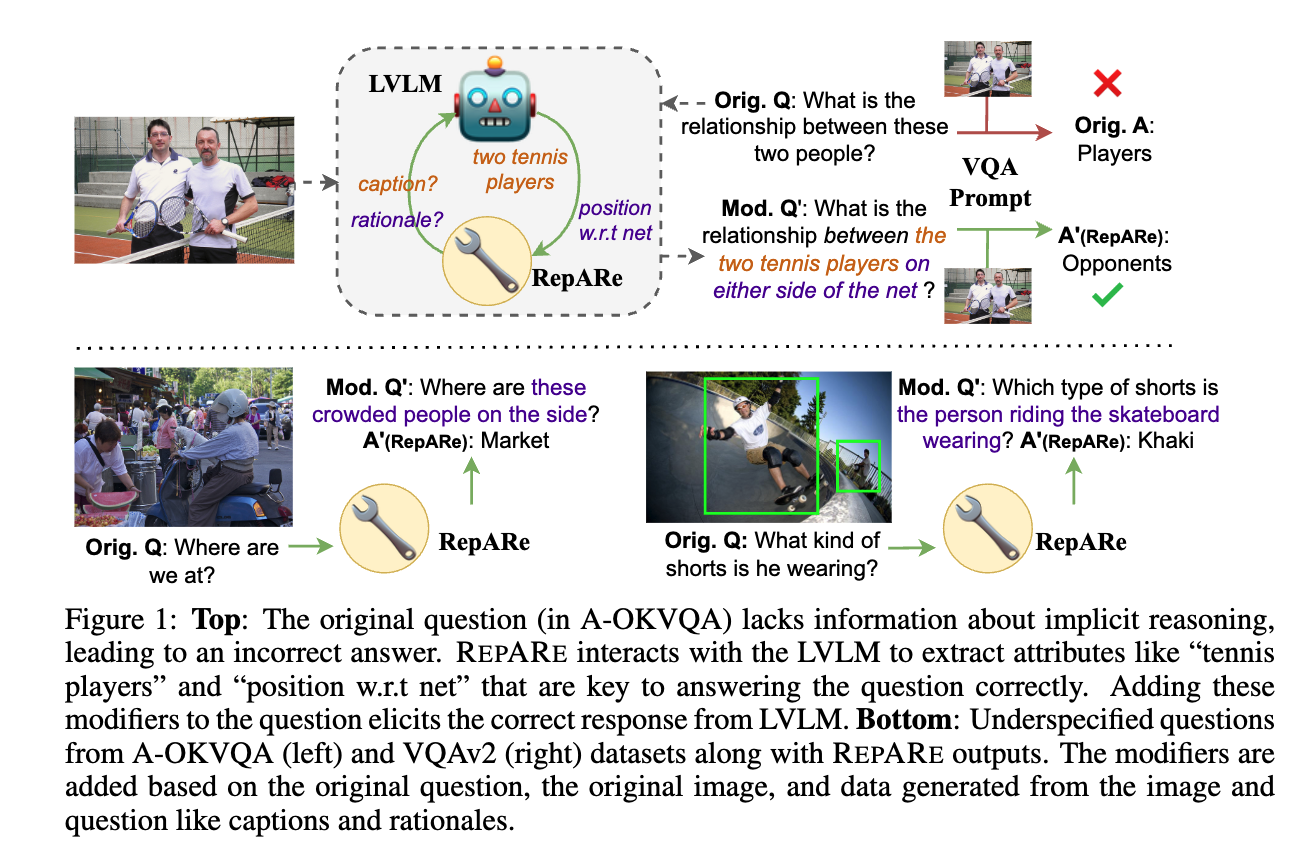 LVLM
caption?
rationale?
two tennis
players
position
w.r.t net
RepARe
Orig. Q: What is the
relationship between these
two people?
Mod. Q': What is the
relationship between the
two tennis players on
either side of the net ?
VQA
Prompt
Orig. A:
Players
A'(RepARe):
Opponents
Mod. Q': Where are these
crowded people on the side?
A'(RepARe): Market
RepARe
Orig. Q: Where are
we at?
Mod. Q': Which type of shorts is
the person riding the skateboard
wearing? A'(RepARe): Khaki
RepARe
Orig. Q: What kind of
shorts is he wearing?
Figure 1: Top: The original question (in A-OKVQA) lacks information about implicit reasoning,
leading to an incorrect answer. REPARE interacts with the LVLM to extract attributes like “tennis
players” and “position w.r.t net” that are key to answering the question correctly. Adding these
modifiers to the question elicits the correct response from LVLM. Bottom: Underspecified questions
from A-OKVQA (left) and VQAv2 (right) datasets along with REPARE outputs. The modifiers are
added based on the original question, the original image, and data generated from the image and
question like captions and rationales.